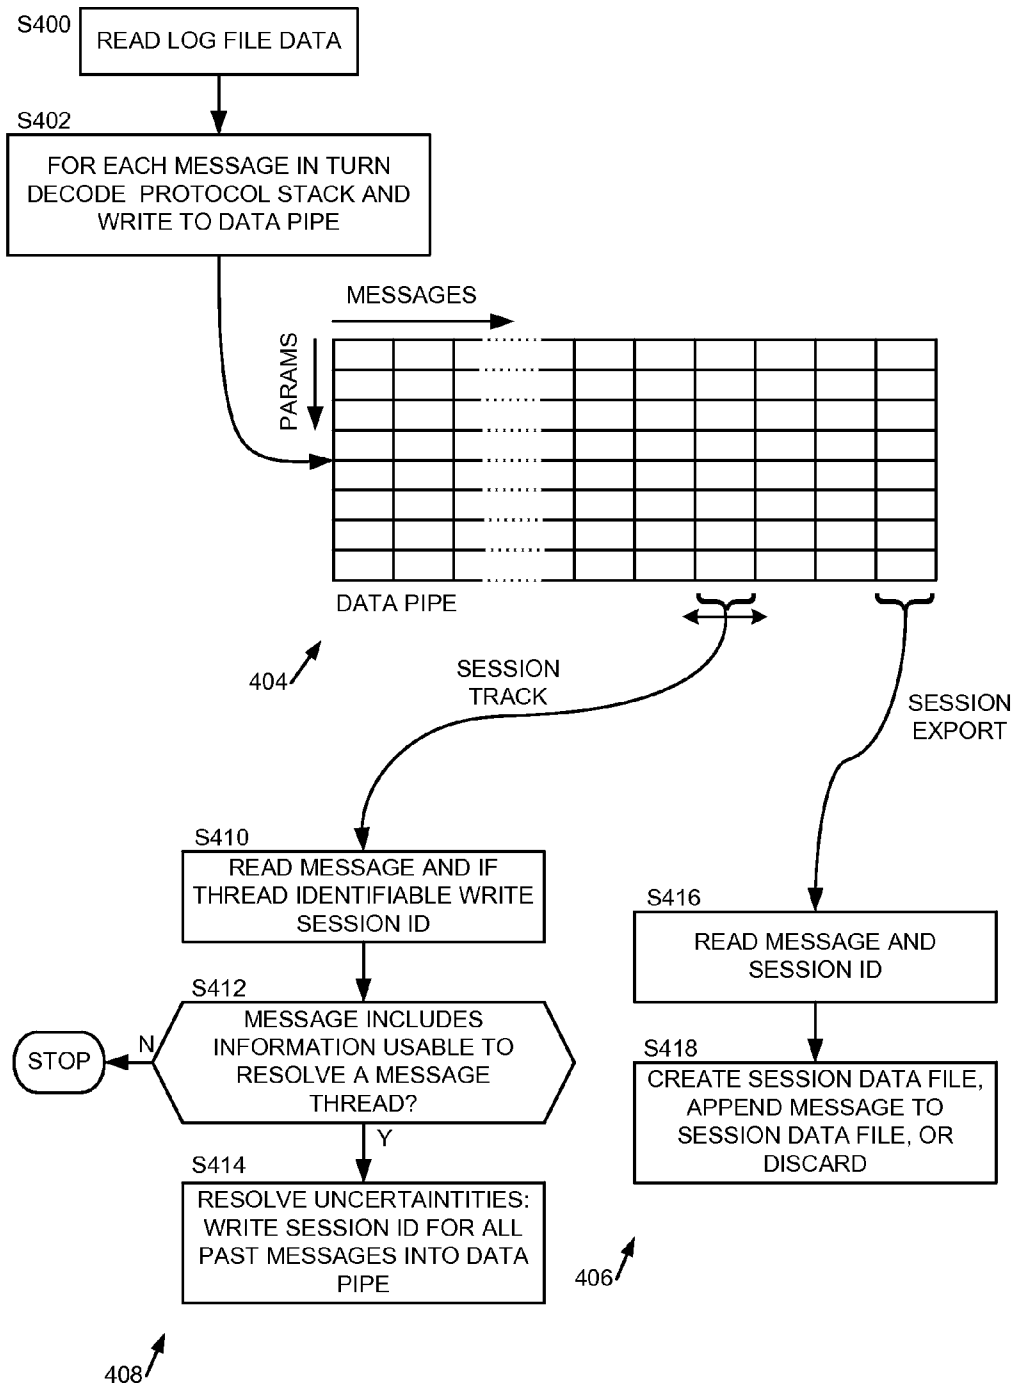 S400
READ LOG FILE DATA
S402
FOR EACH MESSAGE IN TURN
DECODE PROTOCOL STACK AND
WRITE TO DATA PIPE
MESSAGES
PARAMS
DATA PIPE
404
SESSION
TRACK
SESSION
EXPORT
S410
READ MESSAGE AND IF
THREAD IDENTIFIABLE WRITE
SESSION ID
S412
MESSAGE INCLUDES
INFORMATION USABLE TO
RESOLVE A MESSAGE
THREAD?
N
STOP
Y
S414
RESOLVE UNCERTAINTITIES:
WRITE SESSION ID FOR ALL
PAST MESSAGES INTO DATA
PIPE
408
S416
READ MESSAGE AND
SESSION ID
S418
CREATE SESSION DATA FILE,
APPEND MESSAGE TO
SESSION DATA FILE, OR
DISCARD
406